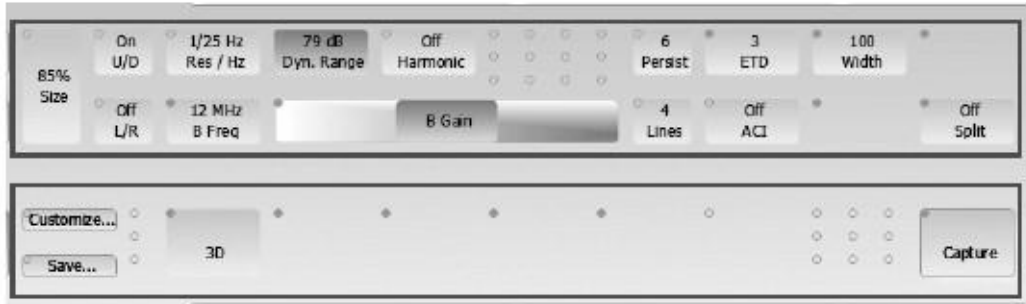 85%
Size
On
U/D
1/25 Hz
Res / Hz
79 dB
Dyn. Range
Off
Harmonic
6
Persist
3
ETD
100
Width
Off
L/R
12 MHz
B Freq
B Gain
4
Lines
Off
ACI
Off
Split
Customize...
Save...
3D
Capture